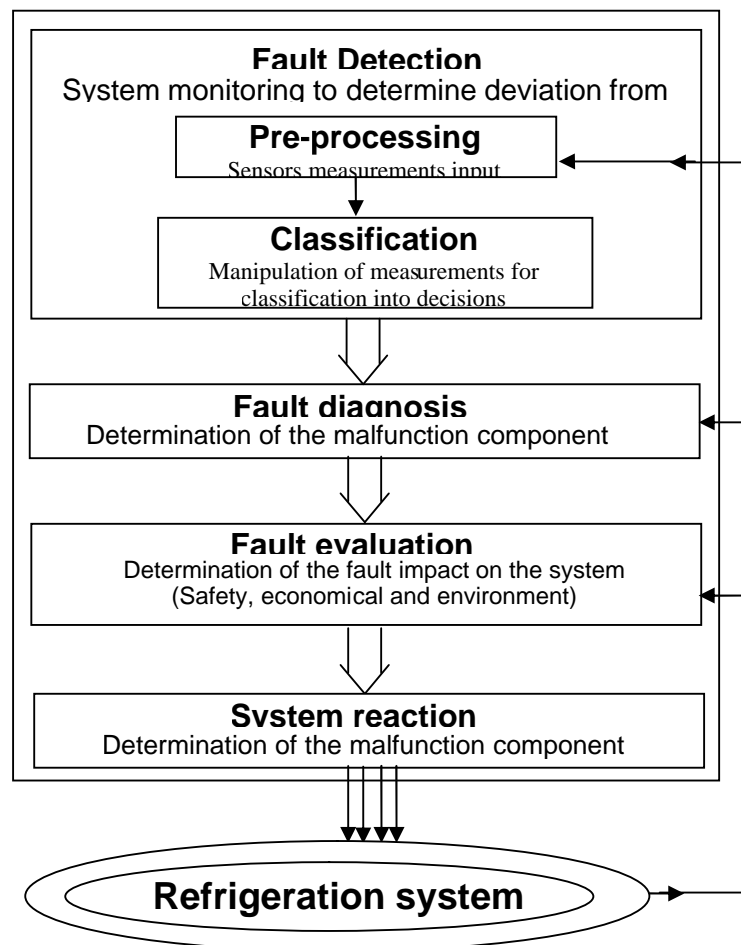 Fault Detection
System monitoring to determine deviation from
Pre-processing
Sensors measurements input
Classification
Manipulation of measurements for
classification into decisions
Fault diagnosis
Determination of the malfunction component
Fault evaluation
Determination of the fault impact on the system
(Safety, economical and environment)
System reaction
Determination of the malfunction component
Refrigeration system